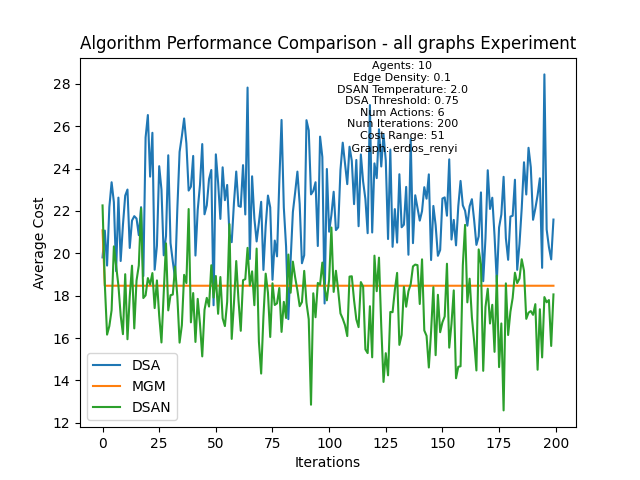 Algorithm Performance Comparison - all graphs Experiment
Agents: 10
Edge Density: 0.1
DSAN Temperature: 2.0
DSA Threshold: 0.75
Num Actions: 6
Num Iterations: 200
Cost Range: 51
Graph: erdos_renyi
Average Cost
28
26
24
22
20
18
16
14
12
DSA
MGM
DSAN
0
25
50
75
100
125
150
175
200
Iterations